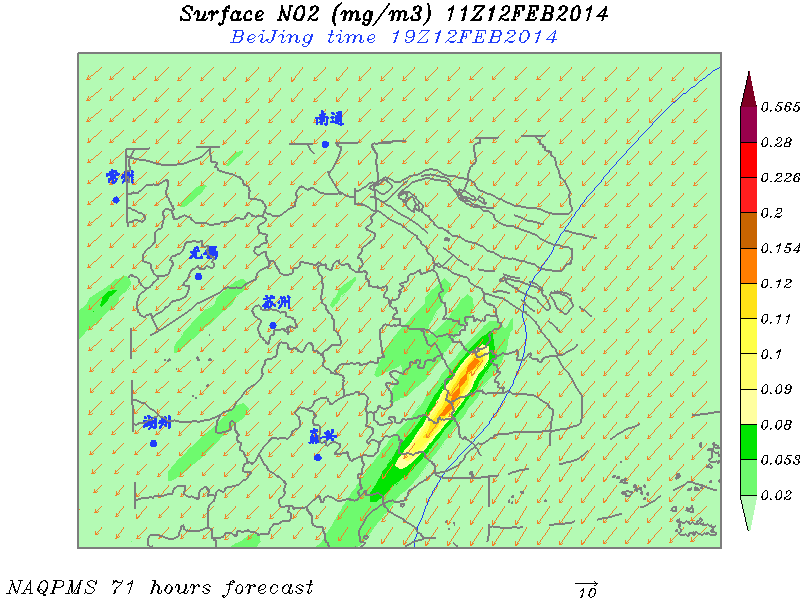 Surface NO2 (mg/m3) 11Z12FEB2014
BeiJing time 19Z12FEB2014
南通
常州
无锡
苏州
湖州
嘉兴
0.565
0.28
0.226
0.2
0.154
0.12
0.11
0.1
0.09
0.08
0.053
0.02
NAQPMS 71 hours forecast
10